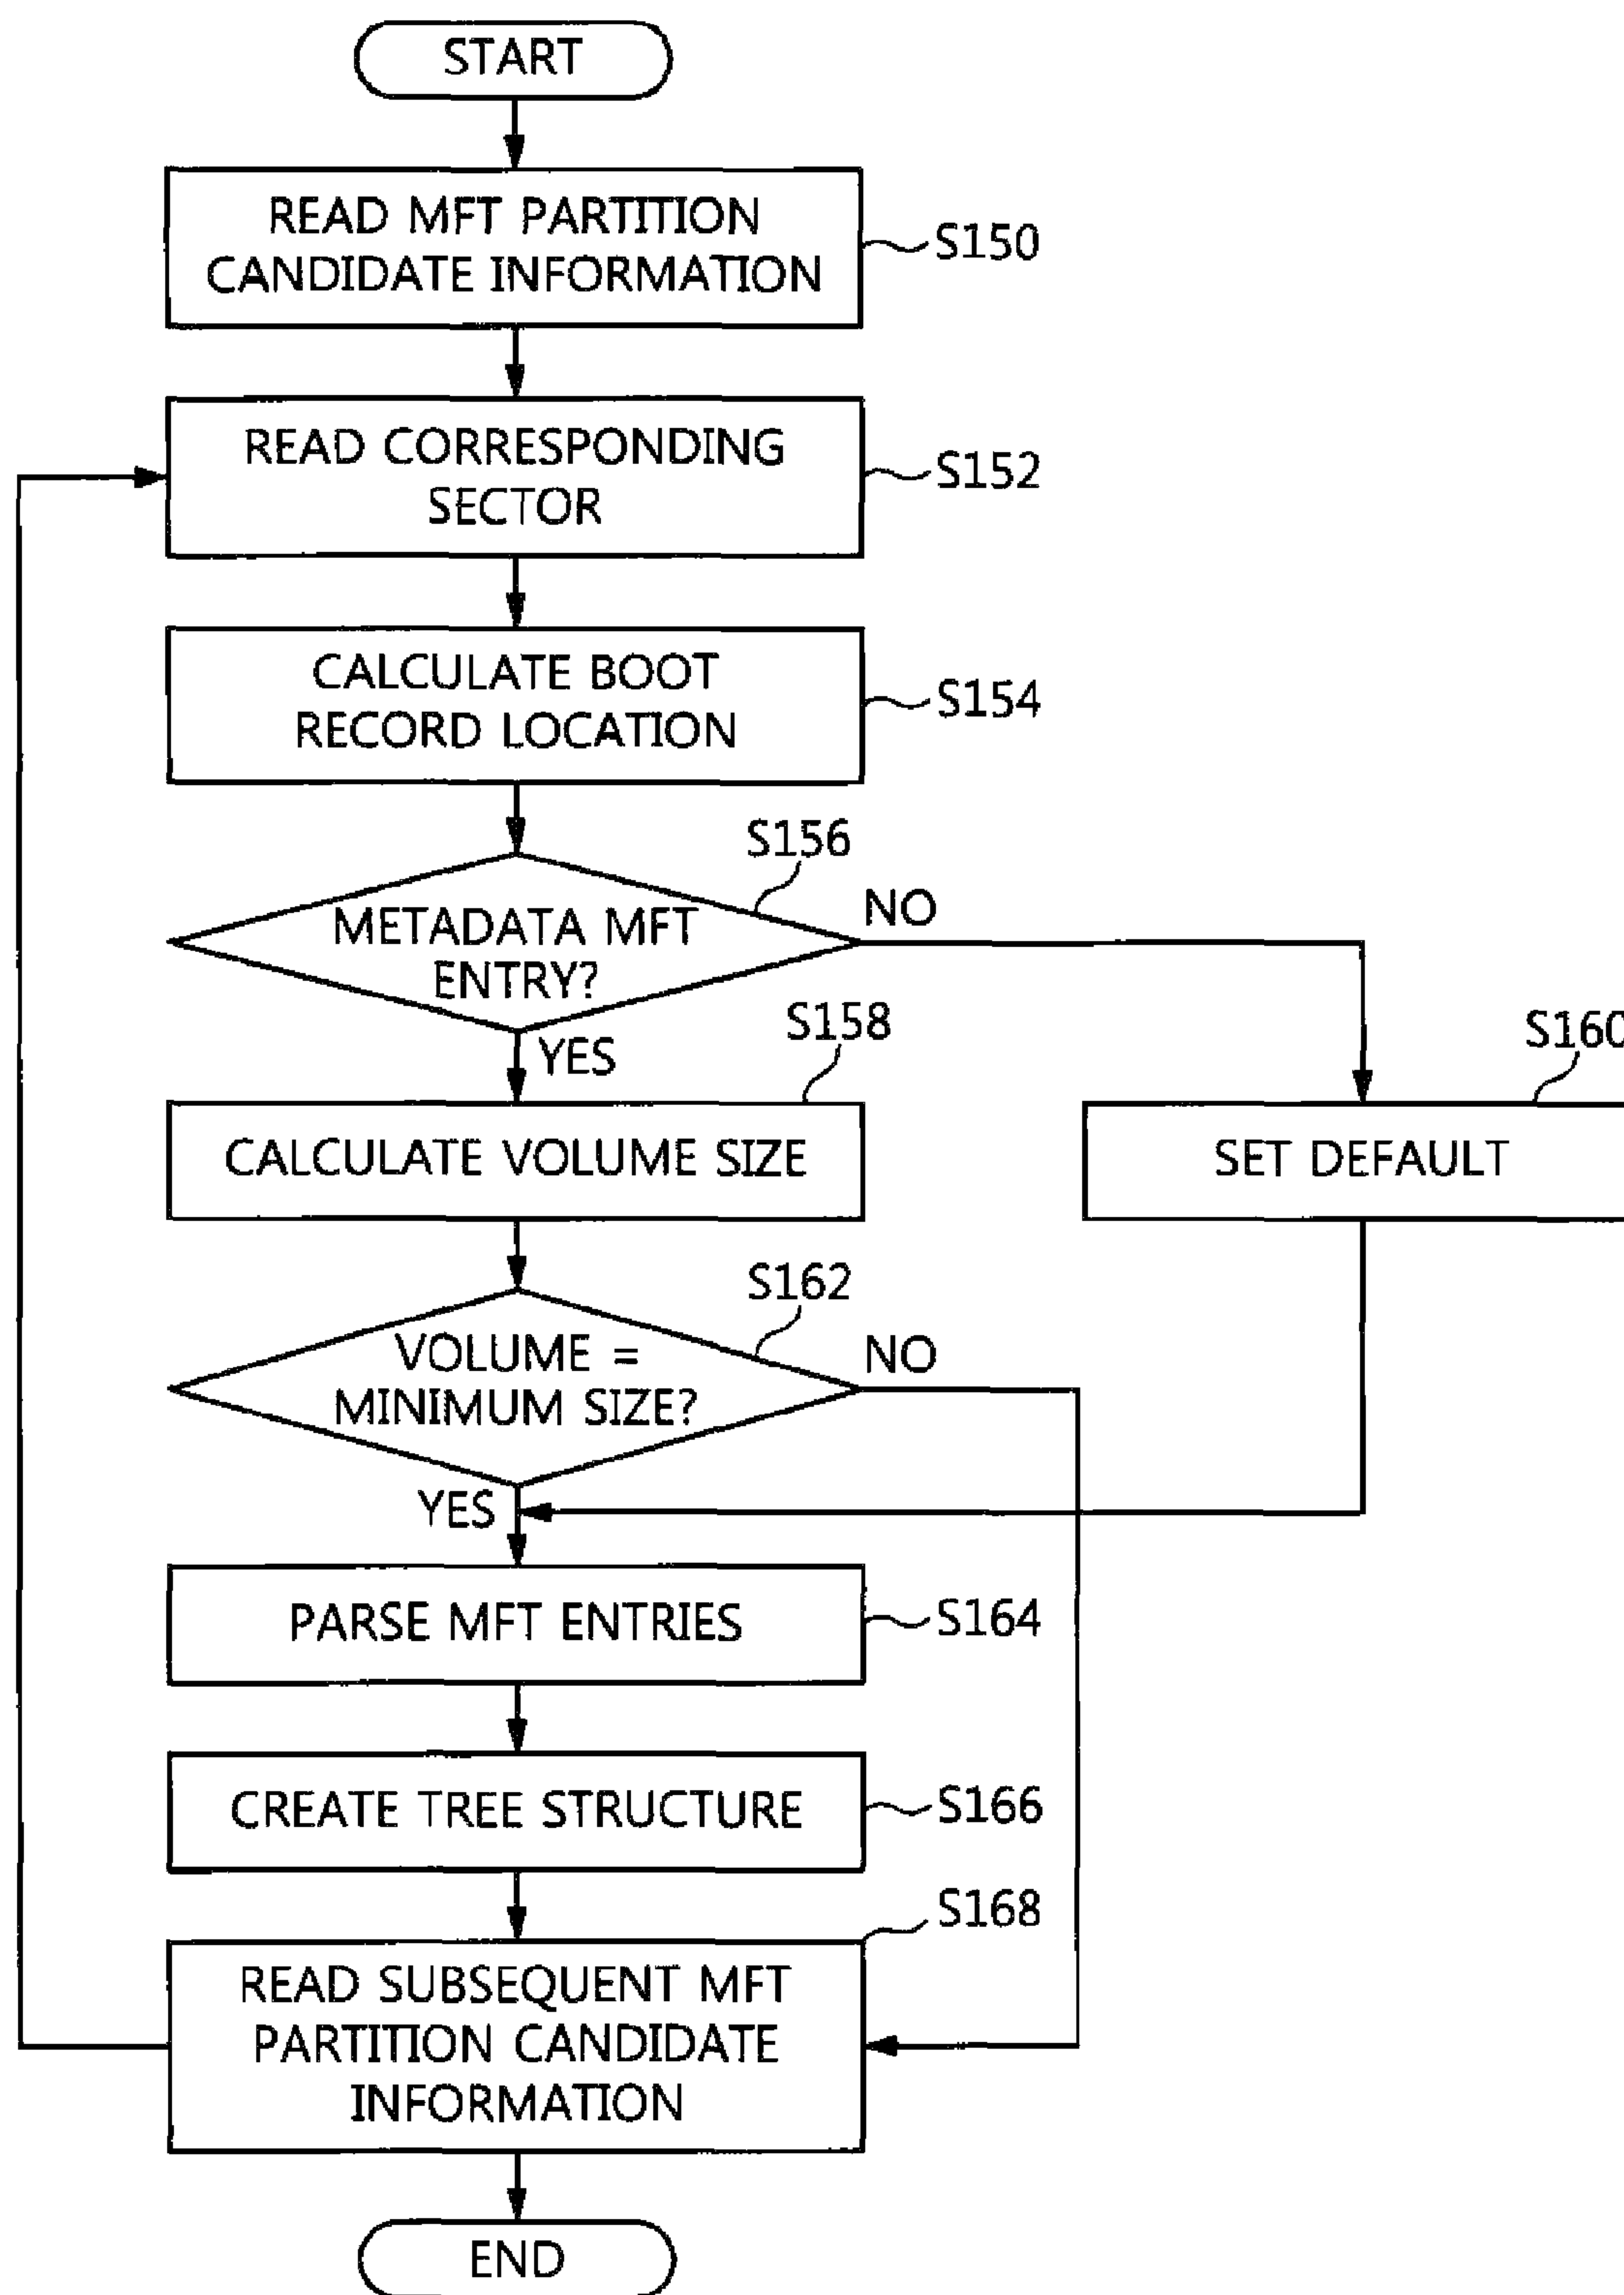 START
READ MFT PARTITION
CANDIDATE INFORMATION
S150
READ CORRESPONDING
SECTOR
S152
CALCULATE BOOT
RECORD LOCATION
S154
S156
METADATA MFT
ENTRY?
NO
YES
S158
S160
CALCULATE VOLUME SIZE
SET DEFAULT
S162
VOLUME =
MINIMUM SIZE?
NO
YES
PARSE MFT ENTRIES
S164
CREATE TREE STRUCTURE
S166
S168
READ SUBSEQUENT MFT
PARTITION CANDIDATE
INFORMATION
END